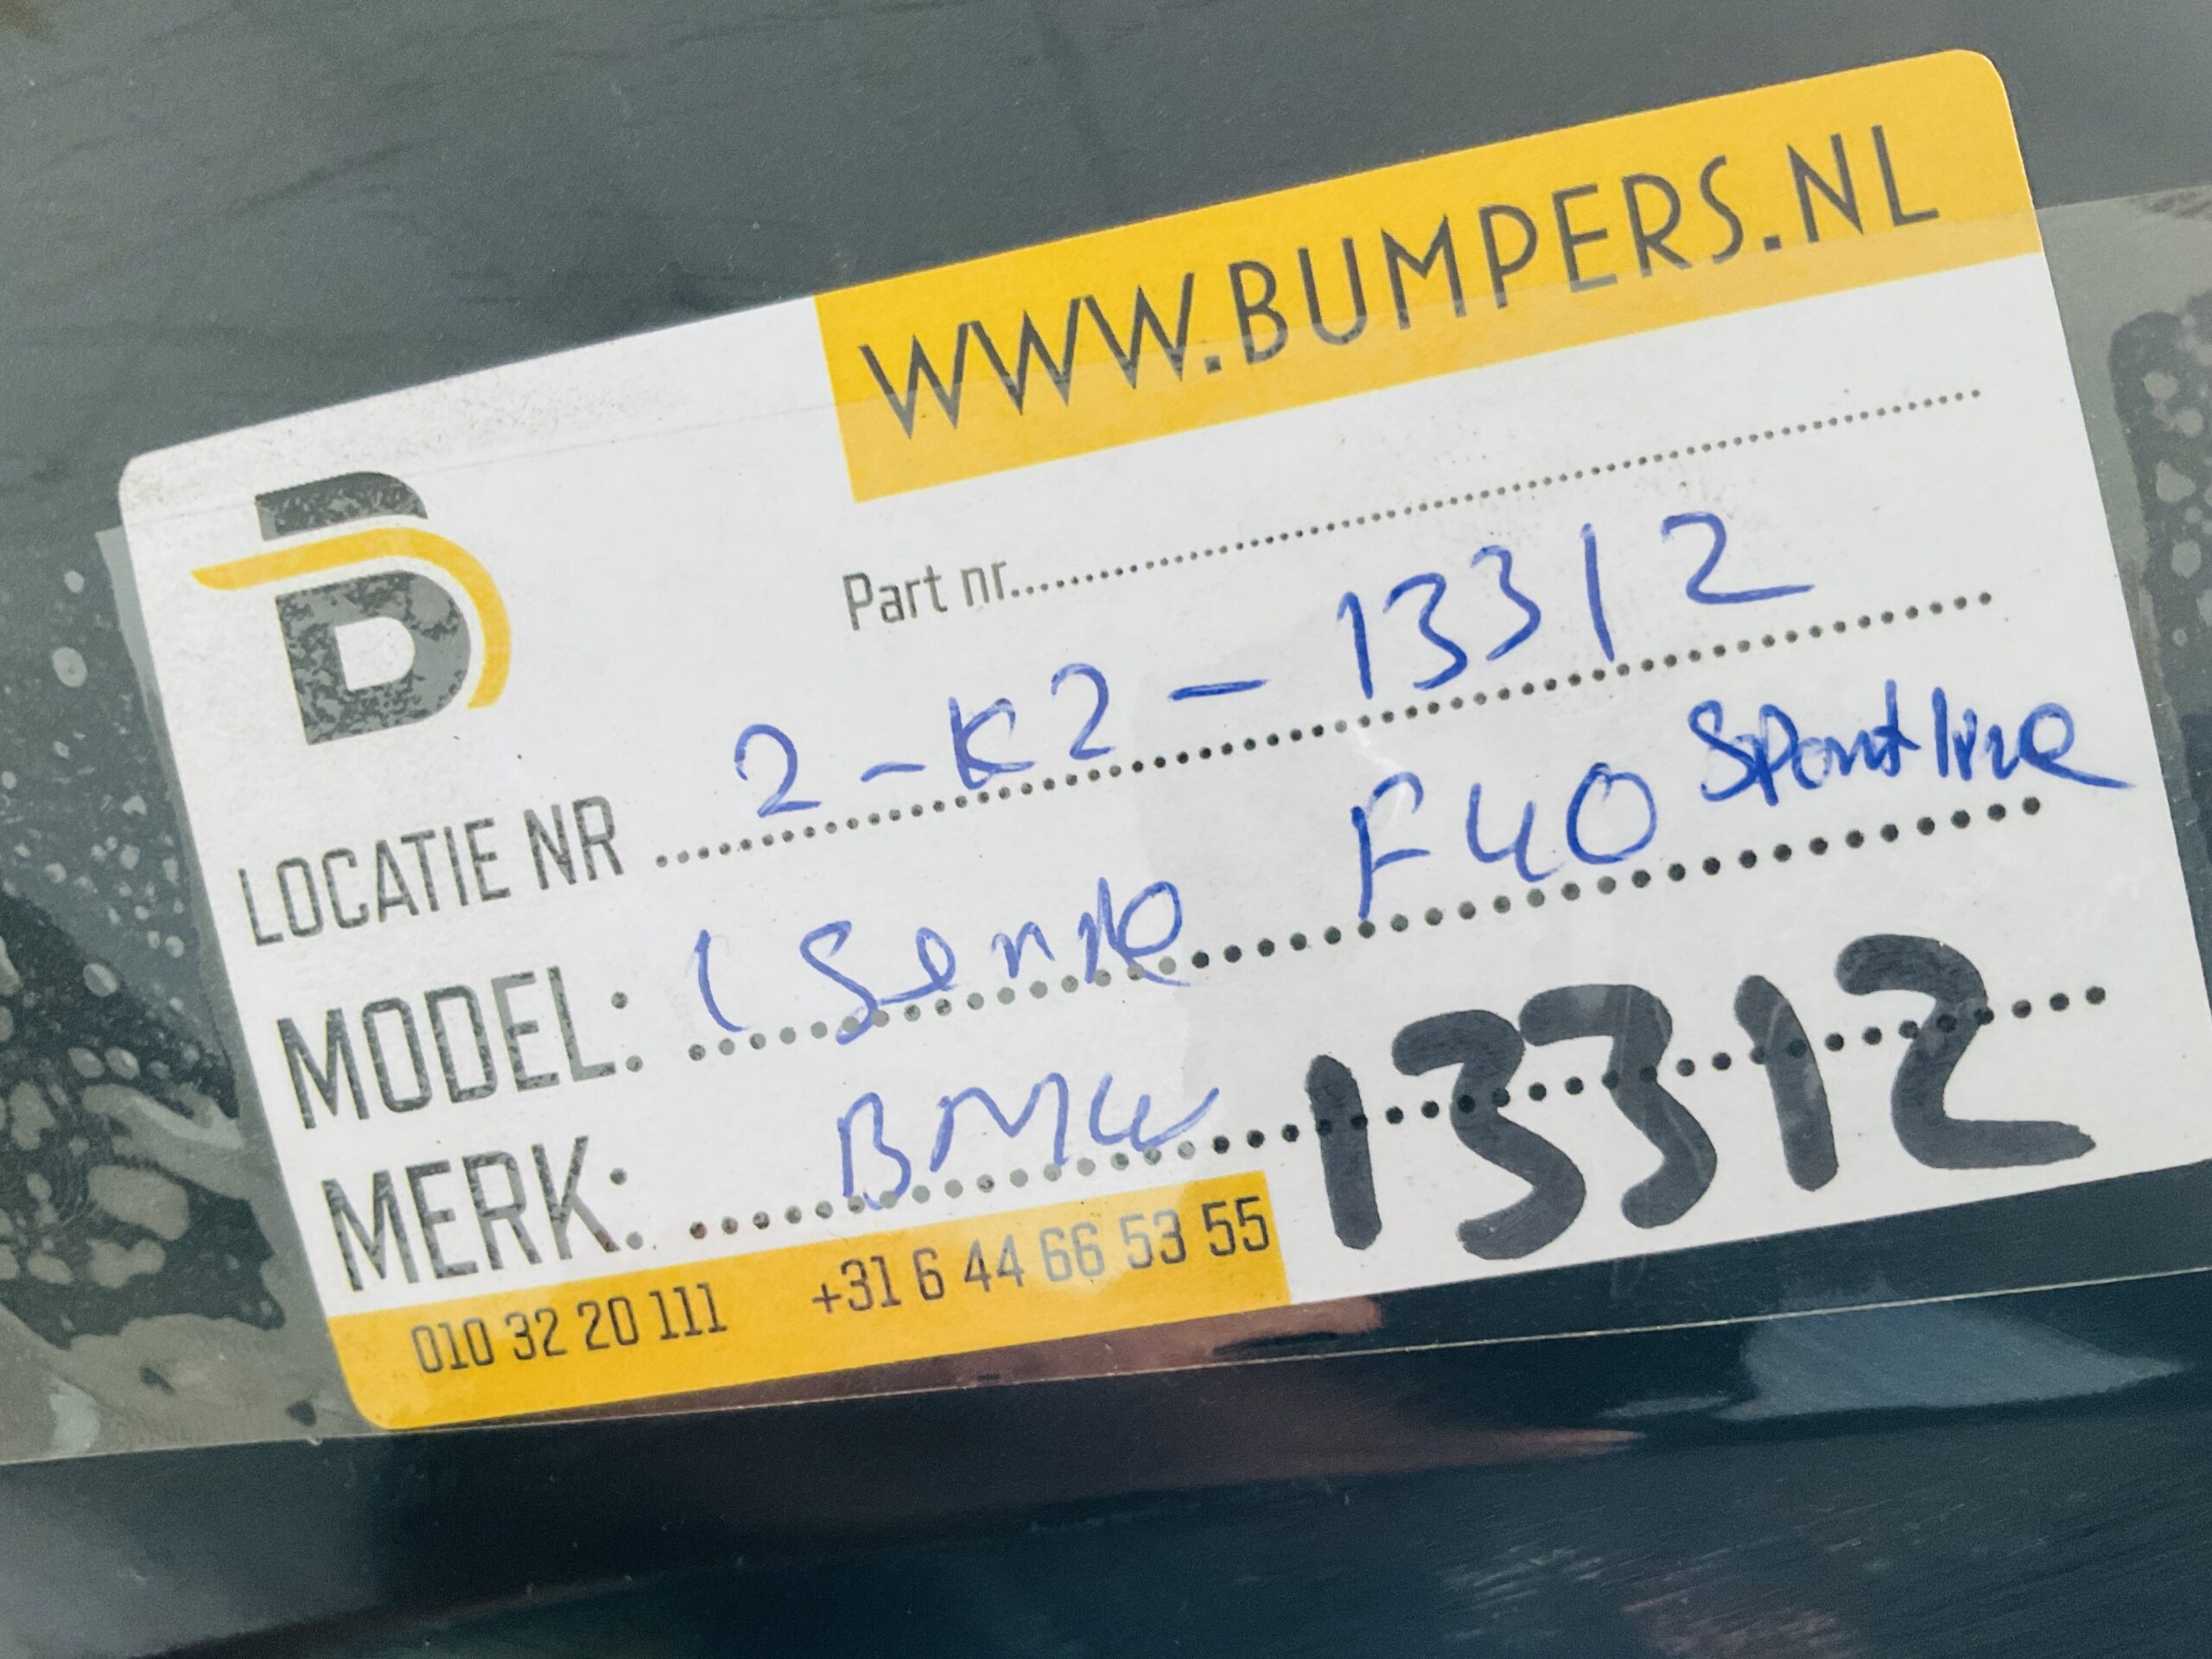 WWW.BUMPERS.NL
B
Part nr
LOCATIE NR 2-K2-13312
MODEL: 1 Serie F40 Sportline
MERK: BMW 13312
010 32 20 111 +31 6 44 66 53 55